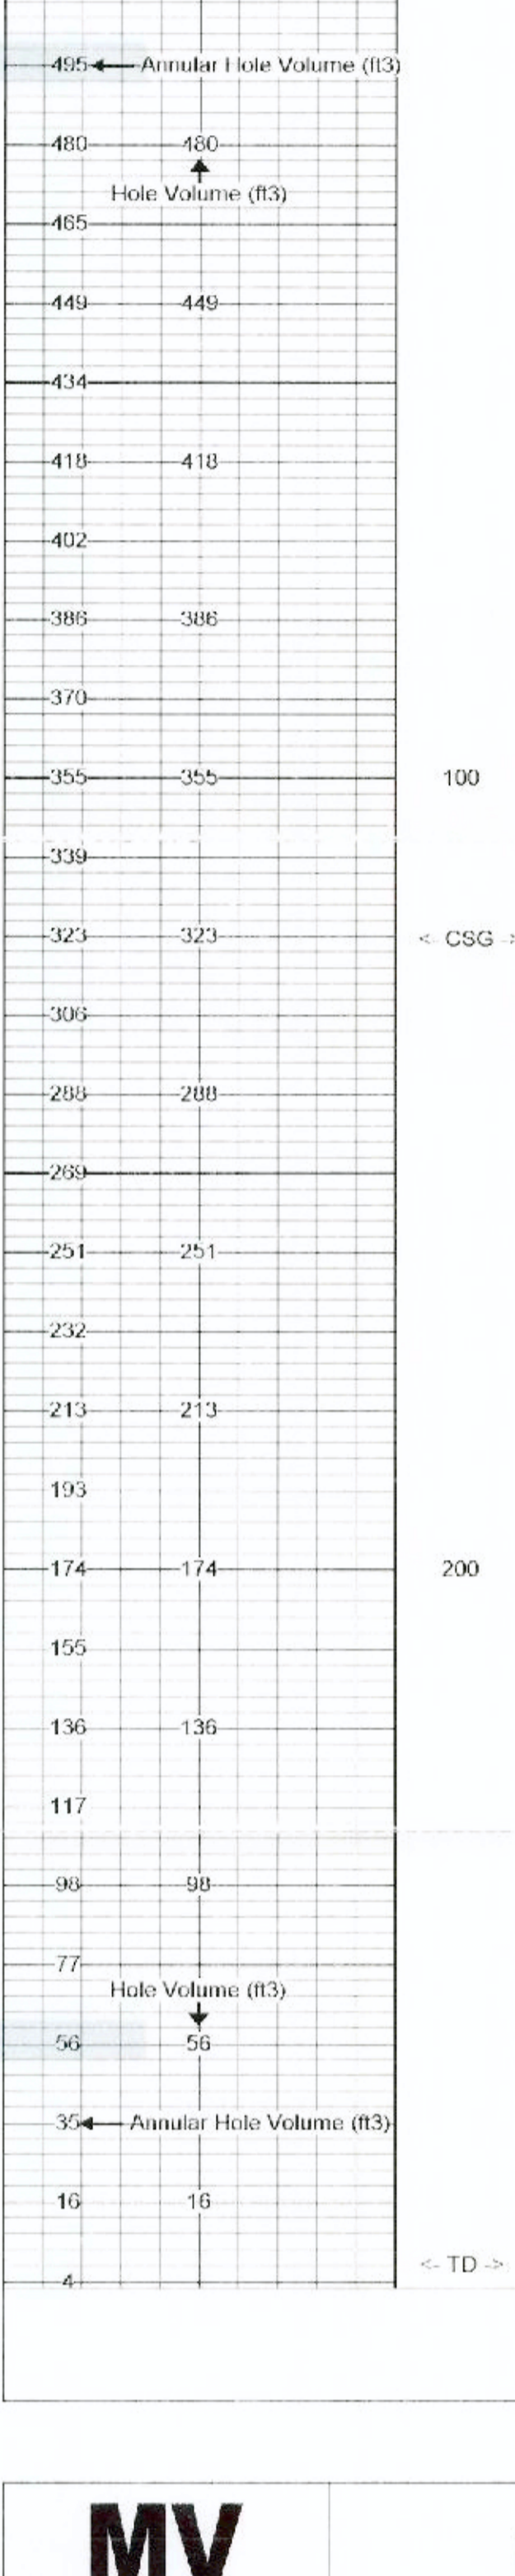 495 Annular Hole Volume (ft3)
480 480
Hole Volume (ft3)
465
449 449
434
418 418
402
386 386
370
355 355 100
339
323 323 <- CSG ->
306
288 288
269
251 251
232
213 213
193
174 174 200
155
136 136
117
98 98
77
Hole Volume (ft3)
56 56
35 Annular Hole Volume (ft3)
16 16
<- TD ->
4
MV